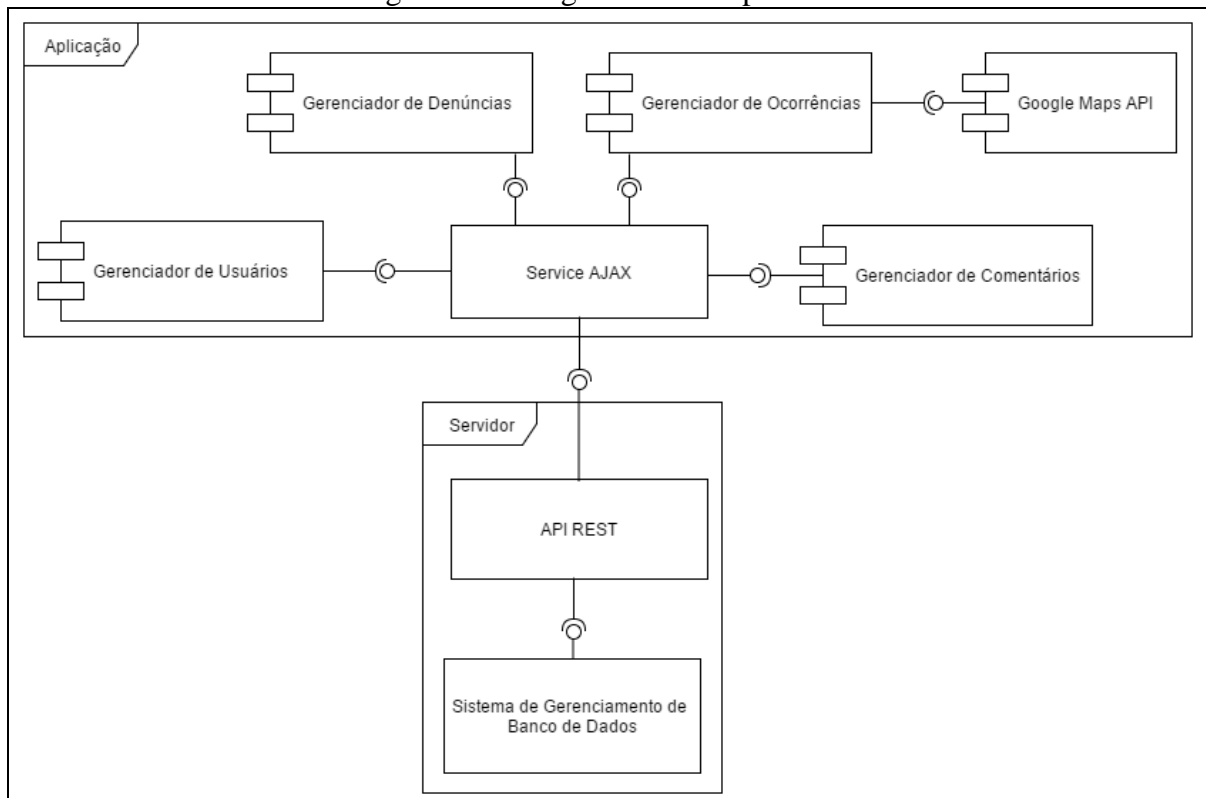 Aplicação
Gerenciador de Denúncias
Gerenciador de Ocorrências
Google Maps API
Gerenciador de Usuários
Service AJAX
Gerenciador de Comentários
Servidor
API REST
Sistema de Gerenciamento de
Banco de Dados